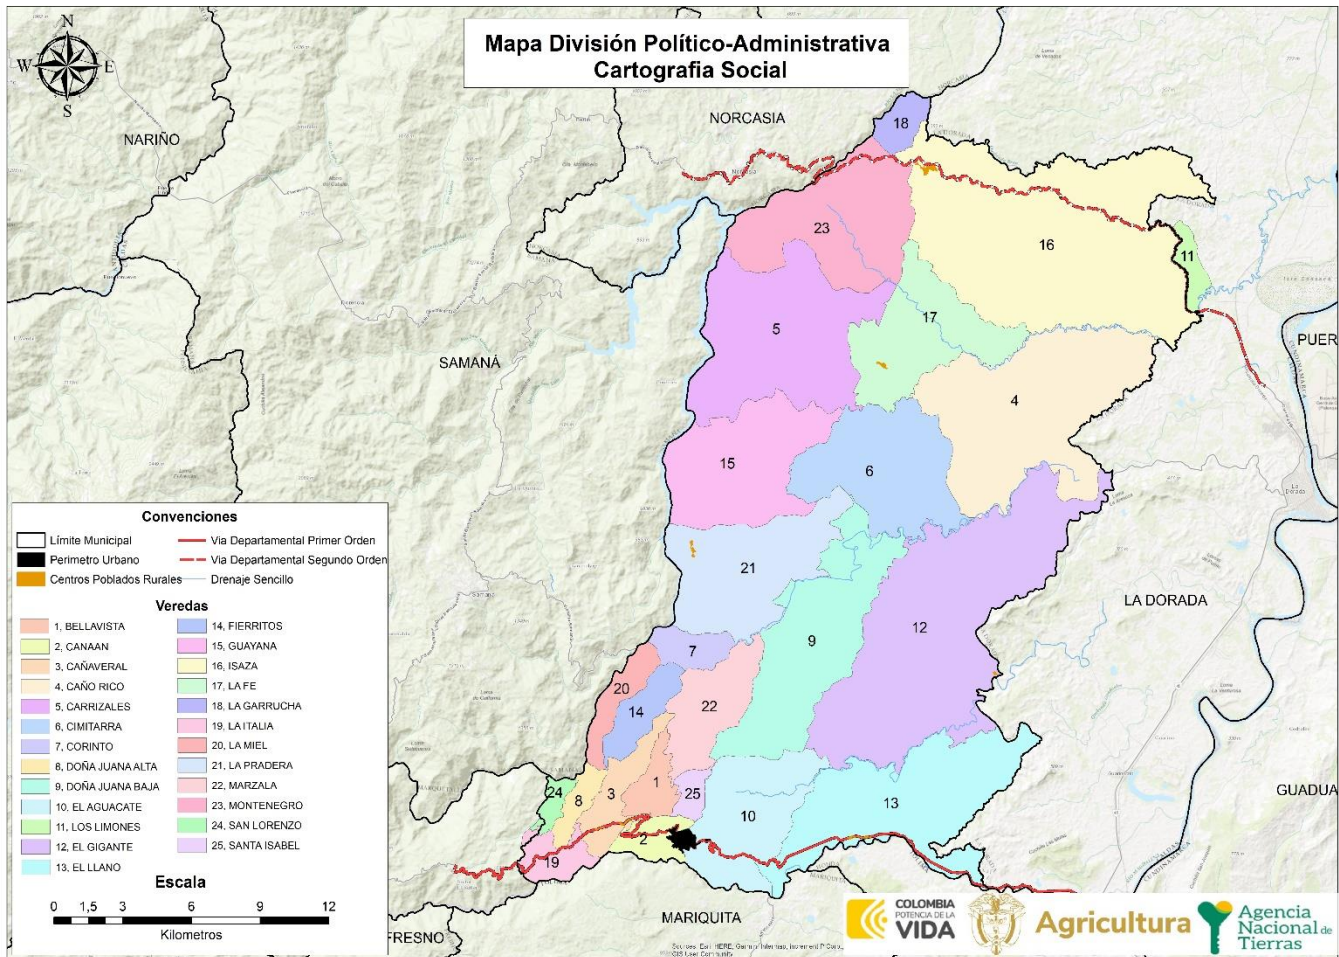 Mapa División Político-Administrativa
Cartografia Social
N
W
E
S
NARIÑO
NORCASIA
SAMANÁ
PUER
LA DORADA
GUADUA
MARIQUITA
FRESNO
18
23
16
11
5
17
4
15
6
21
9
12
7
20
14
22
1
25
24
8
3
10
13
2
19
Convenciones
Límite Municipal
Perimetro Urbano
Centros Poblados Rurales
Via Departamental Primer Orden
Via Departamental Segundo Orden
Drenaje Sencillo
Veredas
1, BELLAVISTA
2, CANAAN
3, CAÑAVERAL
4, CAÑO RICO
5, CARRIZALES
6, CIMITARRA
7, CORINTO
8, DOÑA JUANA ALTA
9, DOÑA JUANA BAJA
10, EL AGUACATE
11, LOS LIMONES
12, EL GIGANTE
13, EL LLANO
14, FIERRITOS
15, GUAYANA
16, ISAZA
17, LA FE
18, LA GARRUCHA
19, LA ITALIA
20, LA MIEL
21, LA PRADERA
22, MARZALA
23, MONTENEGRO
24, SAN LORENZO
25, SANTA ISABEL
Escala
0 1,5 3 6 9 12
Kilometros
COLOMBIA
POTENCIA DE LA
VIDA
Agricultura
Agencia
Nacional de
Tierras